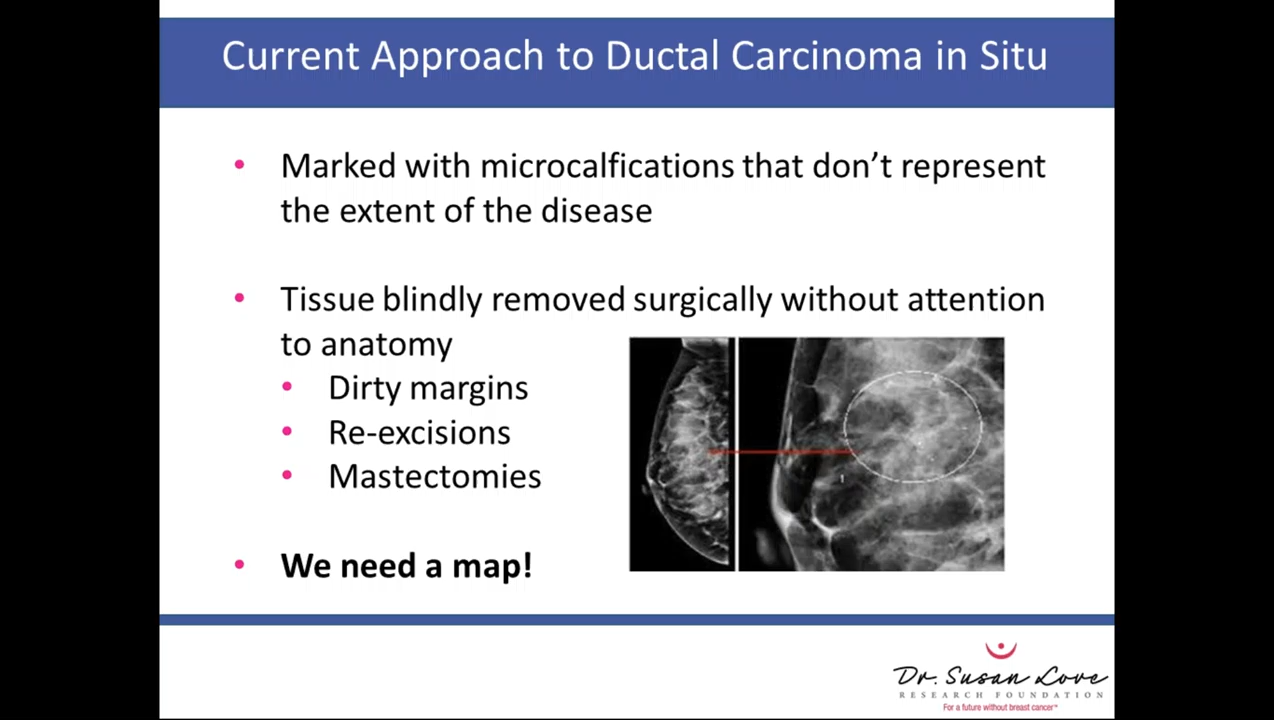 Current Approach to Ductal Carcinoma in Situ
• Marked with microcalfications that don’t represent
the extent of the disease
• Tissue blindly removed surgically without attention
to anatomy
• Dirty margins
• Re-excisions
• Mastectomies
• We need a map!
Dr. Susan Love
RESEARCH FOUNDATION
For a future without breast cancer™